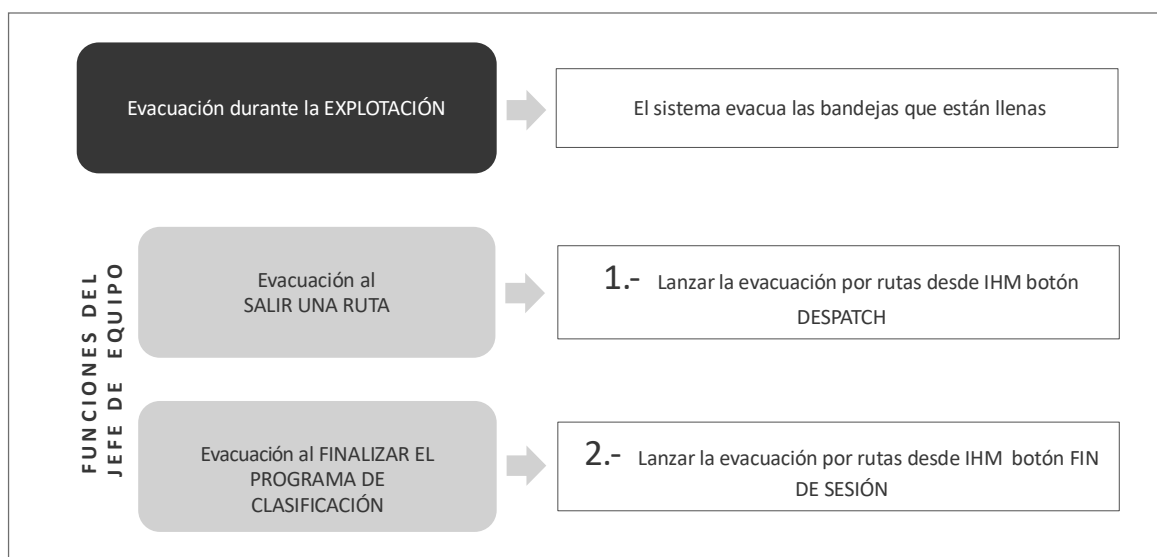 Evacuación durante la EXPLOTACIÓN
El sistema evacua las bandejas que están llenas
FUNCIONES DEL
JEFE DE EQUIPO
Evacuación al
SALIR UNA RUTA
1.- Lanzar la evacuación por rutas desde IHM botón
DESPATCH
Evacuación al FINALIZAR EL
PROGRAMA DE
CLASIFICACIÓN
2.- Lanzar la evacuación por rutas desde IHM botón FIN
DE SESIÓN